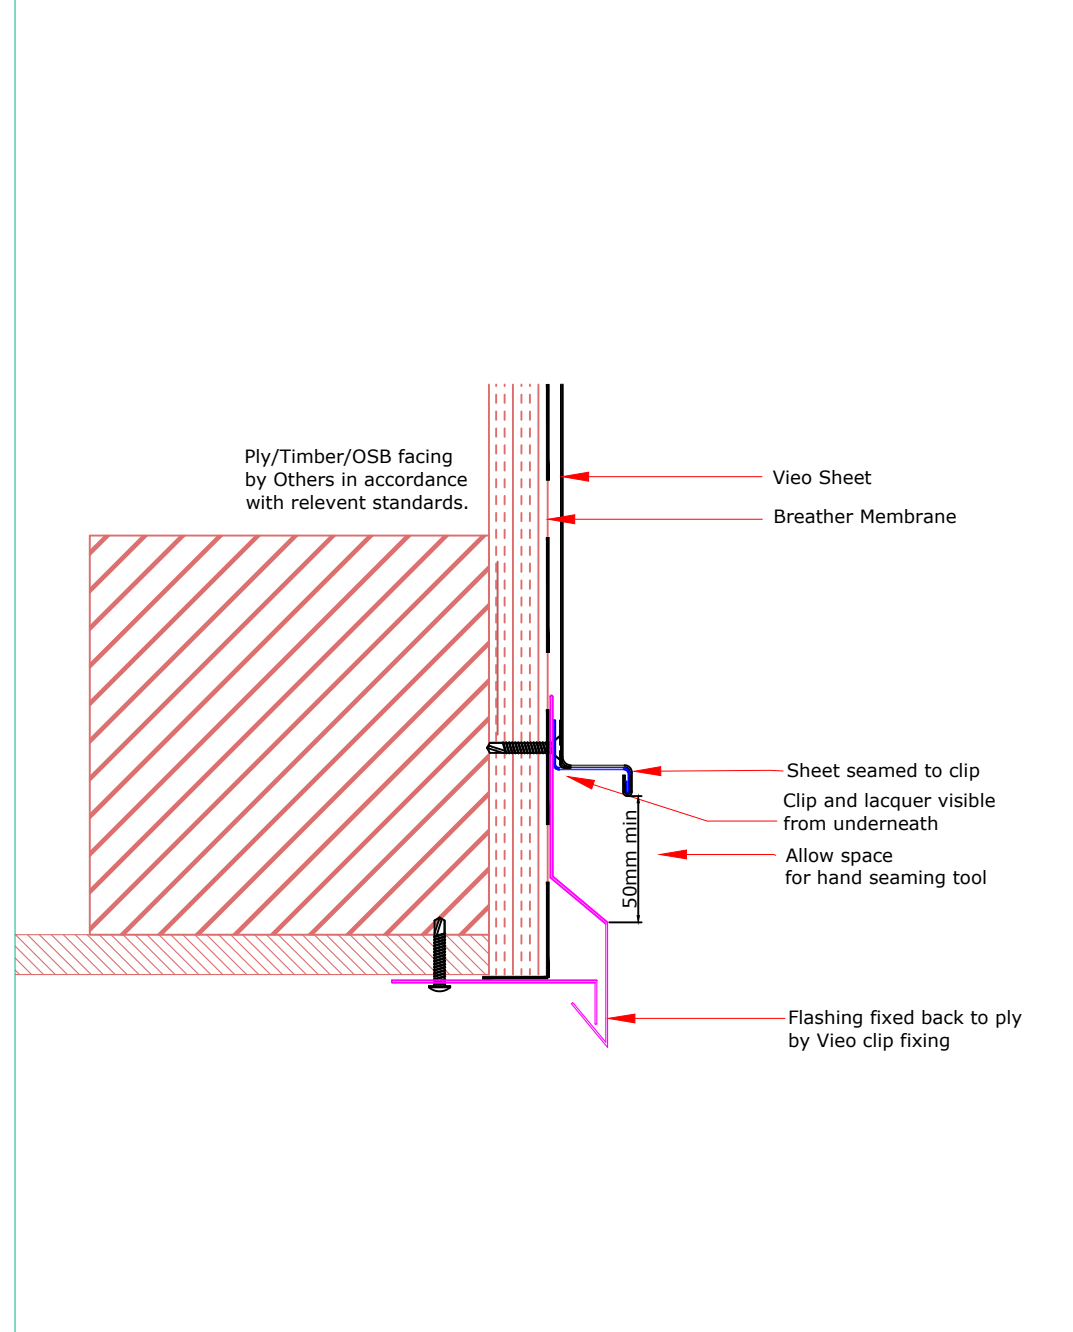 Ply/Timber/OSB facing
by Others in accordance
with relevent standards.
Vieo Sheet
Breather Membrane
Sheet seamed to clip
Clip and lacquer visible
from underneath
50mm min
Allow space
for hand seaming tool
Flashing fixed back to ply
by Vieo clip fixing